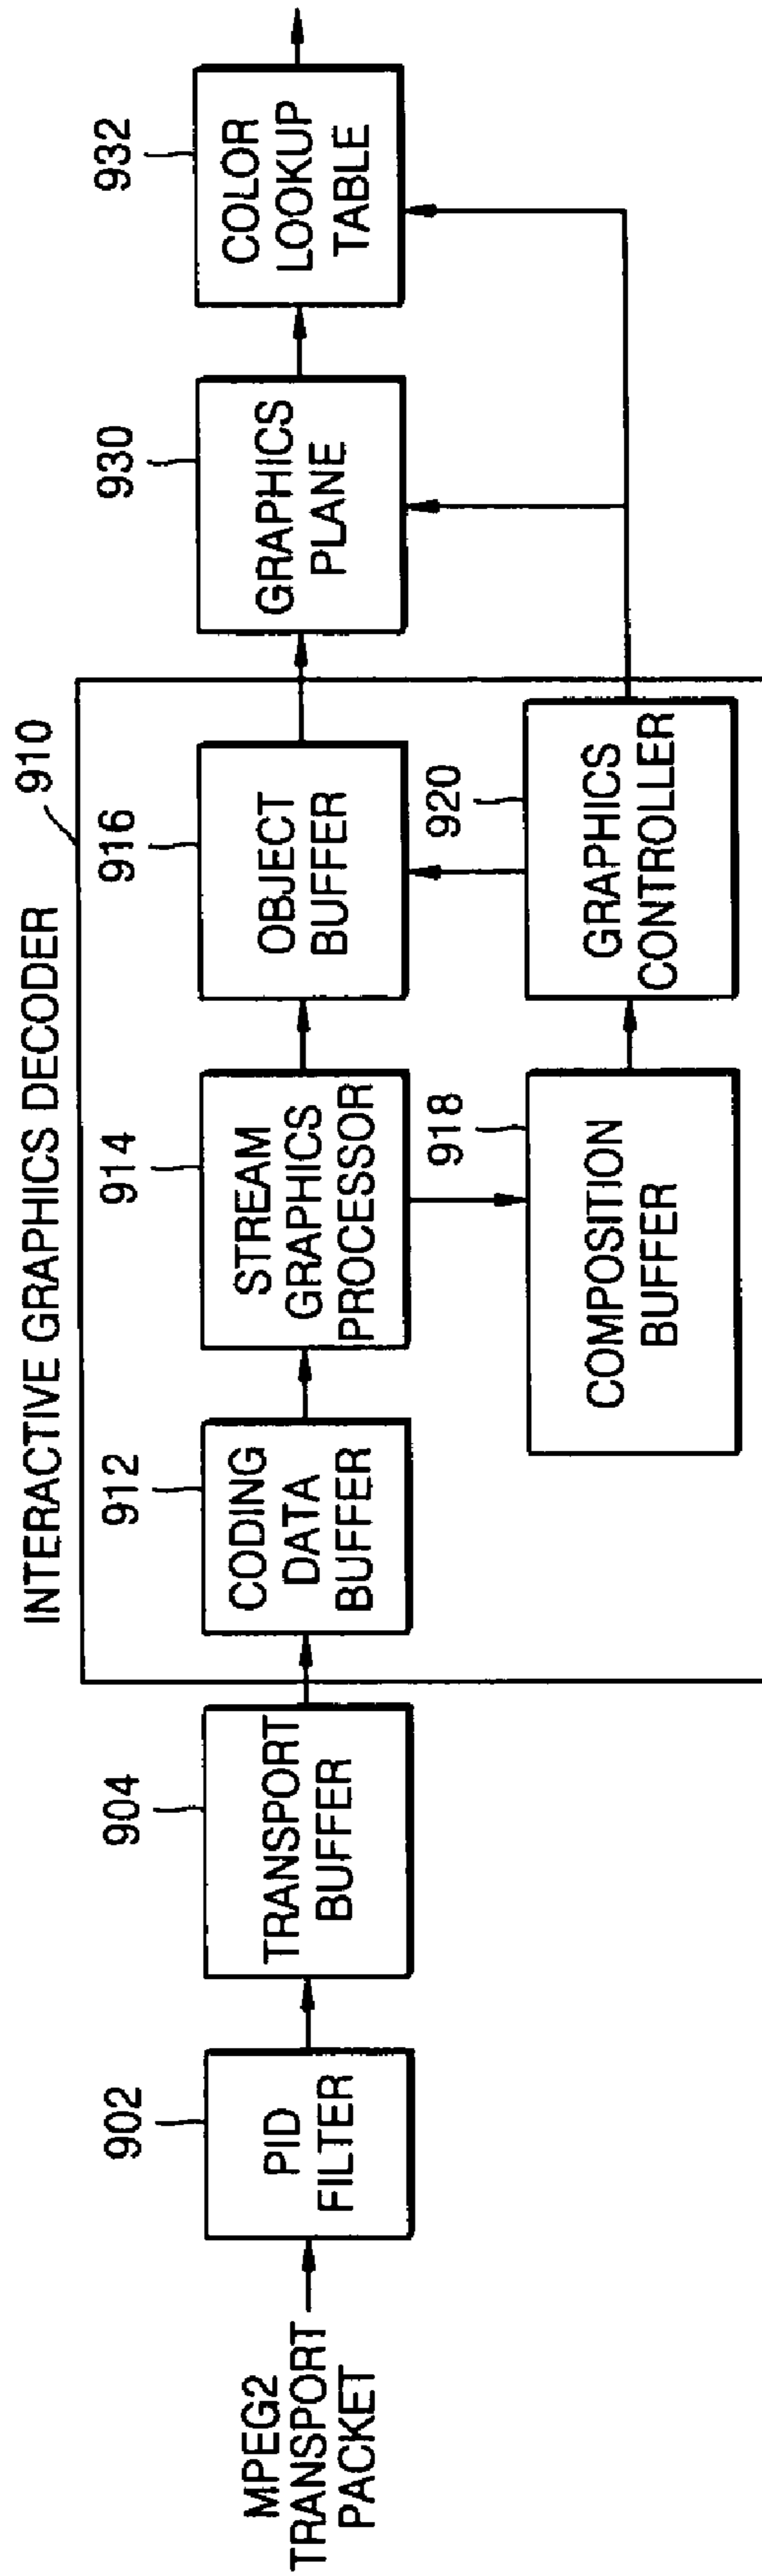 INTERACTIVE GRAPHICS DECODER
910
MPEG2
TRANSPORT
PACKET
902
PID
FILTER
904
TRANSPORT
BUFFER
912
CODING
DATA
BUFFER
914
STREAM
GRAPHICS
PROCESSOR
916
OBJECT
BUFFER
930
GRAPHICS
PLANE
932
COLOR
LOOKUP
TABLE
918
COMPOSITION
BUFFER
920
GRAPHICS
CONTROLLER